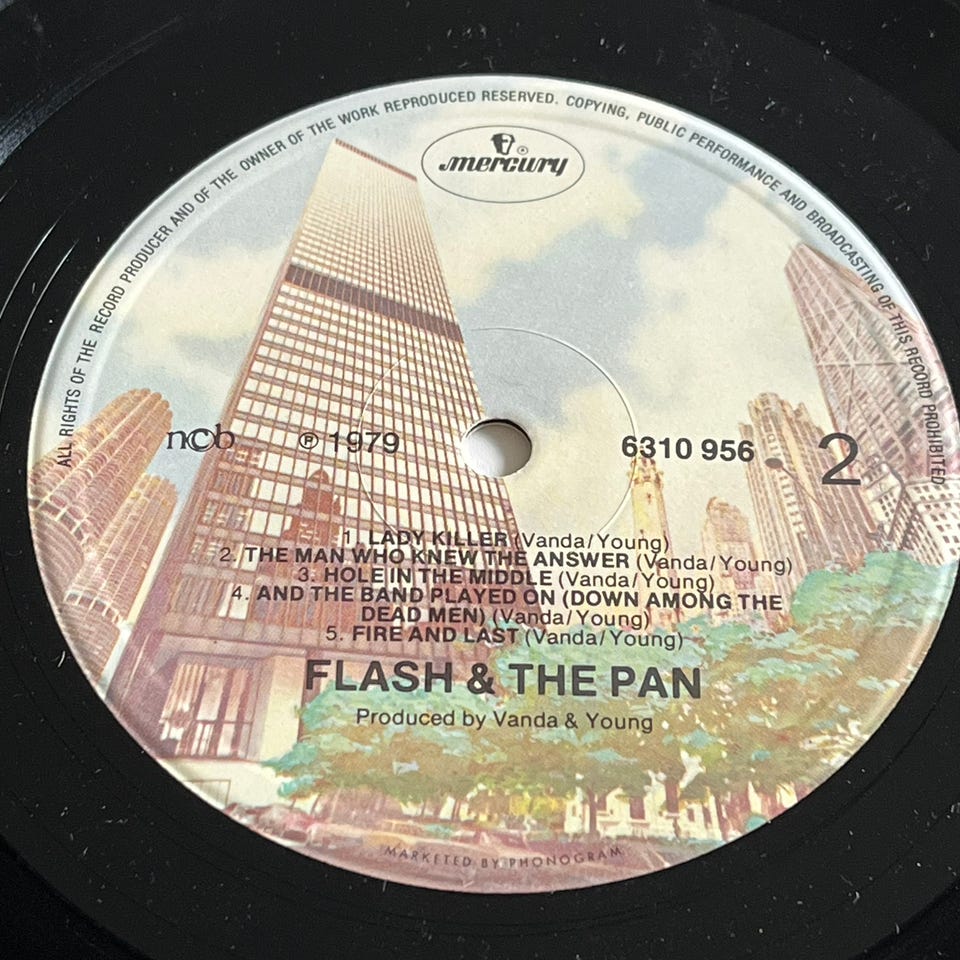 ALL RIGHTS OF THE RECORD PRODUCER AND OF THE OWNER OF THE WORK REPRODUCED RESERVED. COPYING, PUBLIC PERFORMANCE AND BROADCASTING OF THIS RECORD PROHIBITED
mercury ®
ncb
℗ 1979
6310 956
2
1. LADY KILLER (Vanda/Young)
2. THE MAN WHO KNEW THE ANSWER (Vanda/Young)
3. HOLE IN THE MIDDLE (Vanda/Young)
4. AND THE BAND PLAYED ON (DOWN AMONG THE
DEAD MEN) (Vanda/Young)
5. FIRE AND LAST (Vanda/Young)
FLASH & THE PAN
Produced by Vanda & Young
MARKETED BY PHONOGRAM